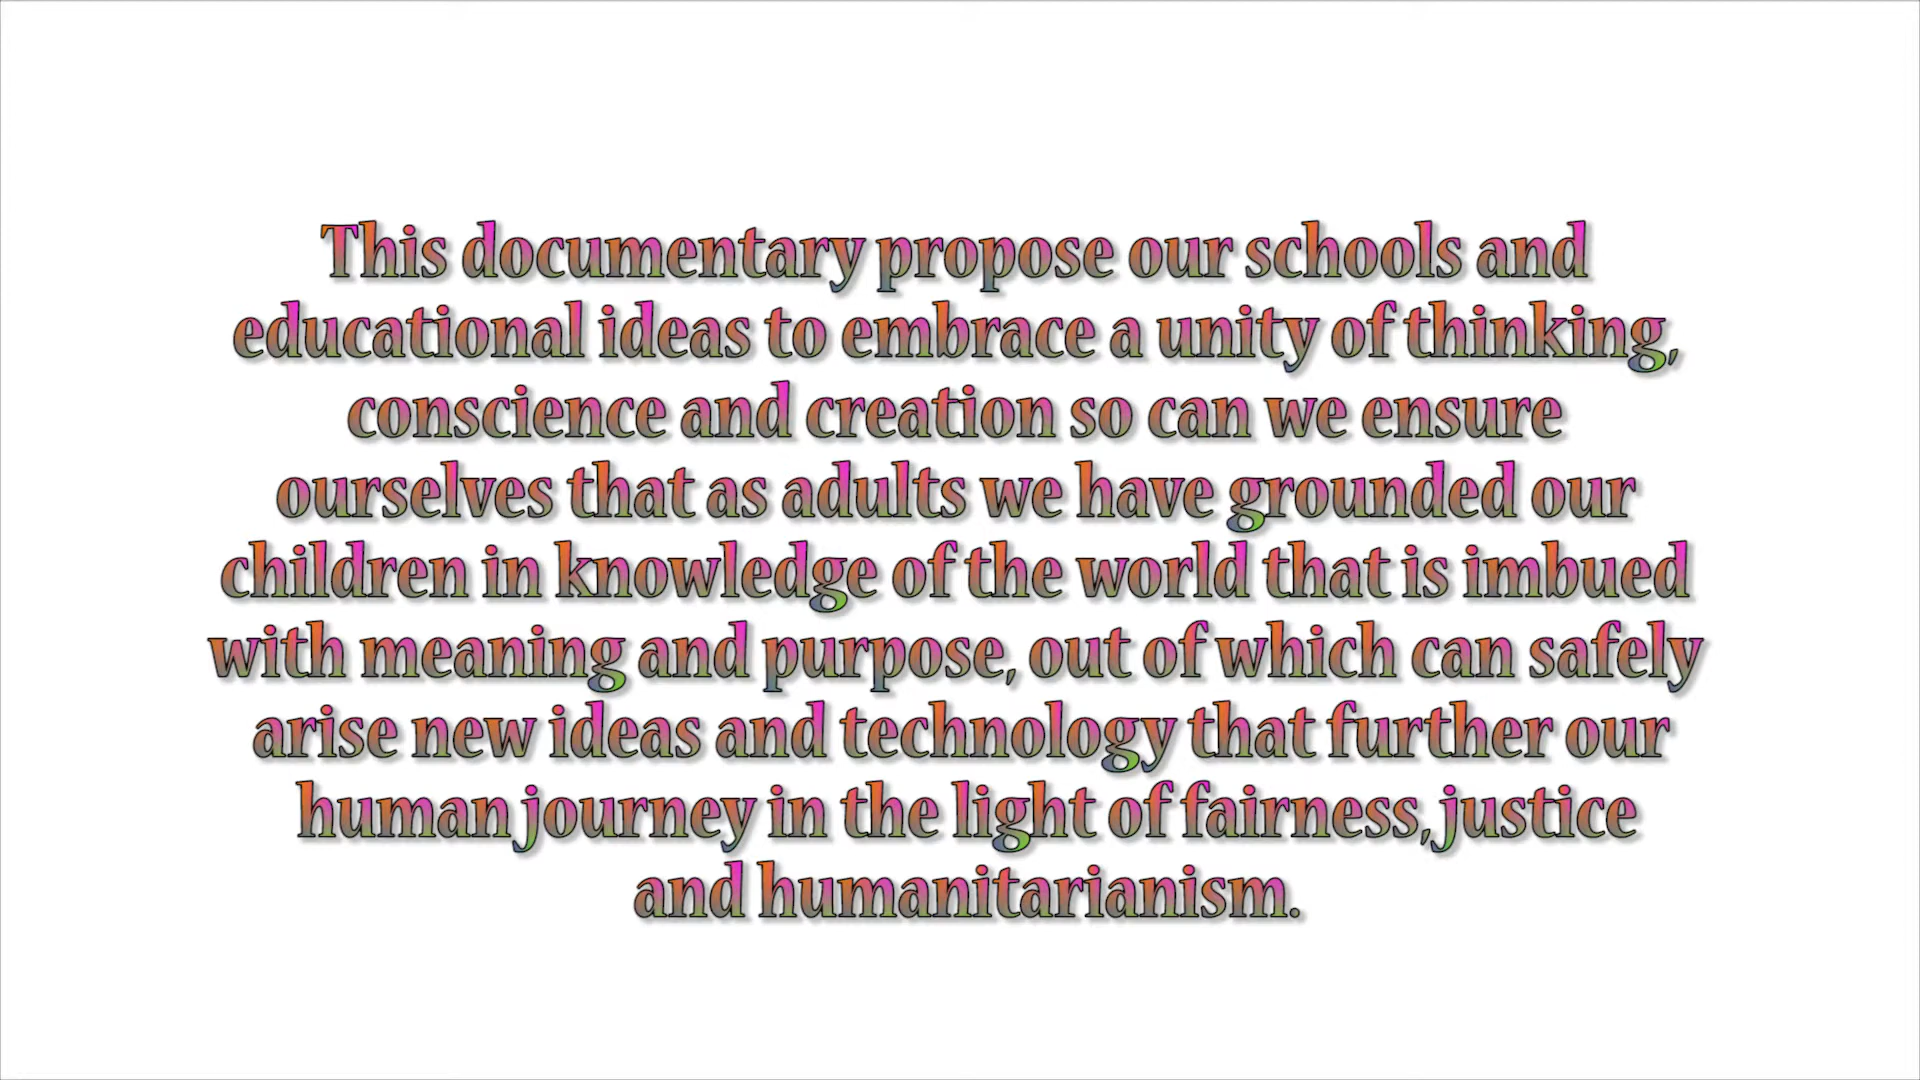 This documentary propose our schools and
educational ideas to embrace a unity of thinking,
conscience and creation so can we ensure
ourselves that as adults we have grounded our
children in knowledge of the world that is imbued
with meaning and purpose, out of which can safely
arise new ideas and technology that further our
human journey in the light of fairness, justice
and humanitarianism.